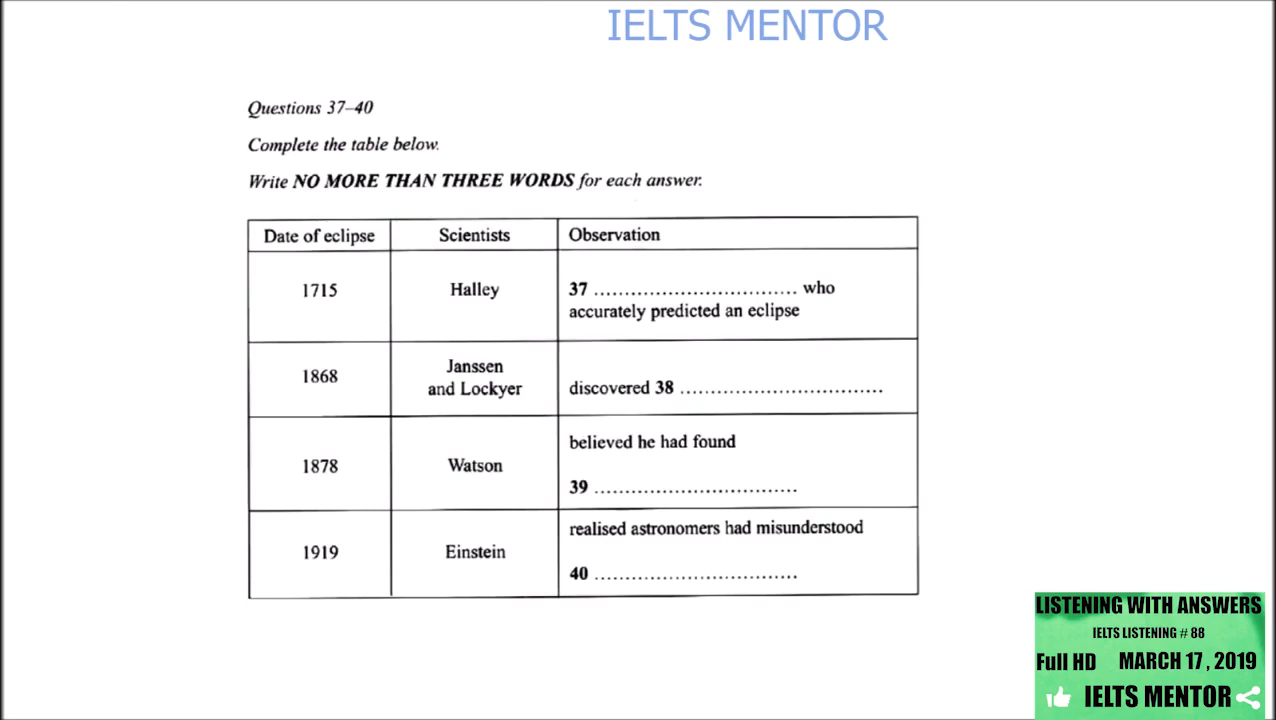 IELTS MENTOR
Questions 37–40
Complete the table below.
Write NO MORE THAN THREE WORDS for each answer.
Date of eclipse Scientists Observation
1715 Halley 37 ................................. who
accurately predicted an eclipse
1868 Janssen
and Lockyer discovered 38 .................................
1878 Watson believed he had found
39 .................................
1919 Einstein realised astronomers had misunderstood
40 .................................
LISTENING WITH ANSWERS
IELTS LISTENING # 88
Full HD MARCH 17 , 2019
IELTS MENTOR